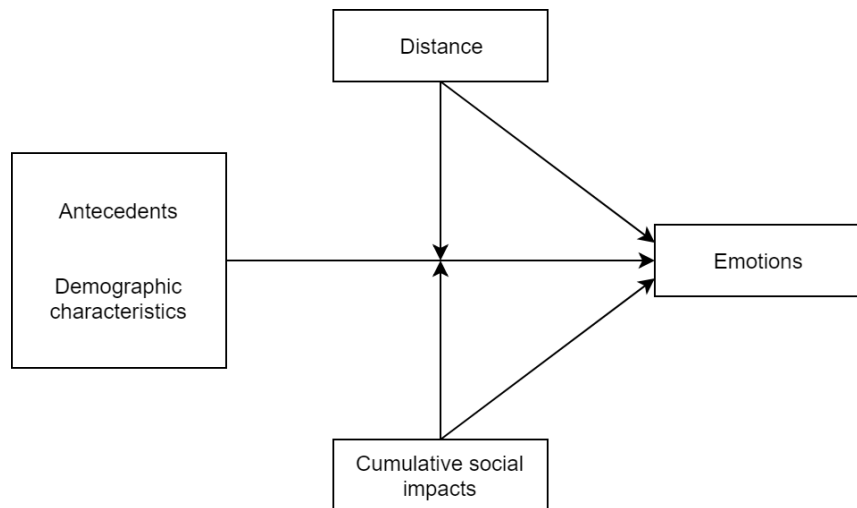 Distance
Antecedents
Demographic
characteristics
Emotions
Cumulative social
impacts